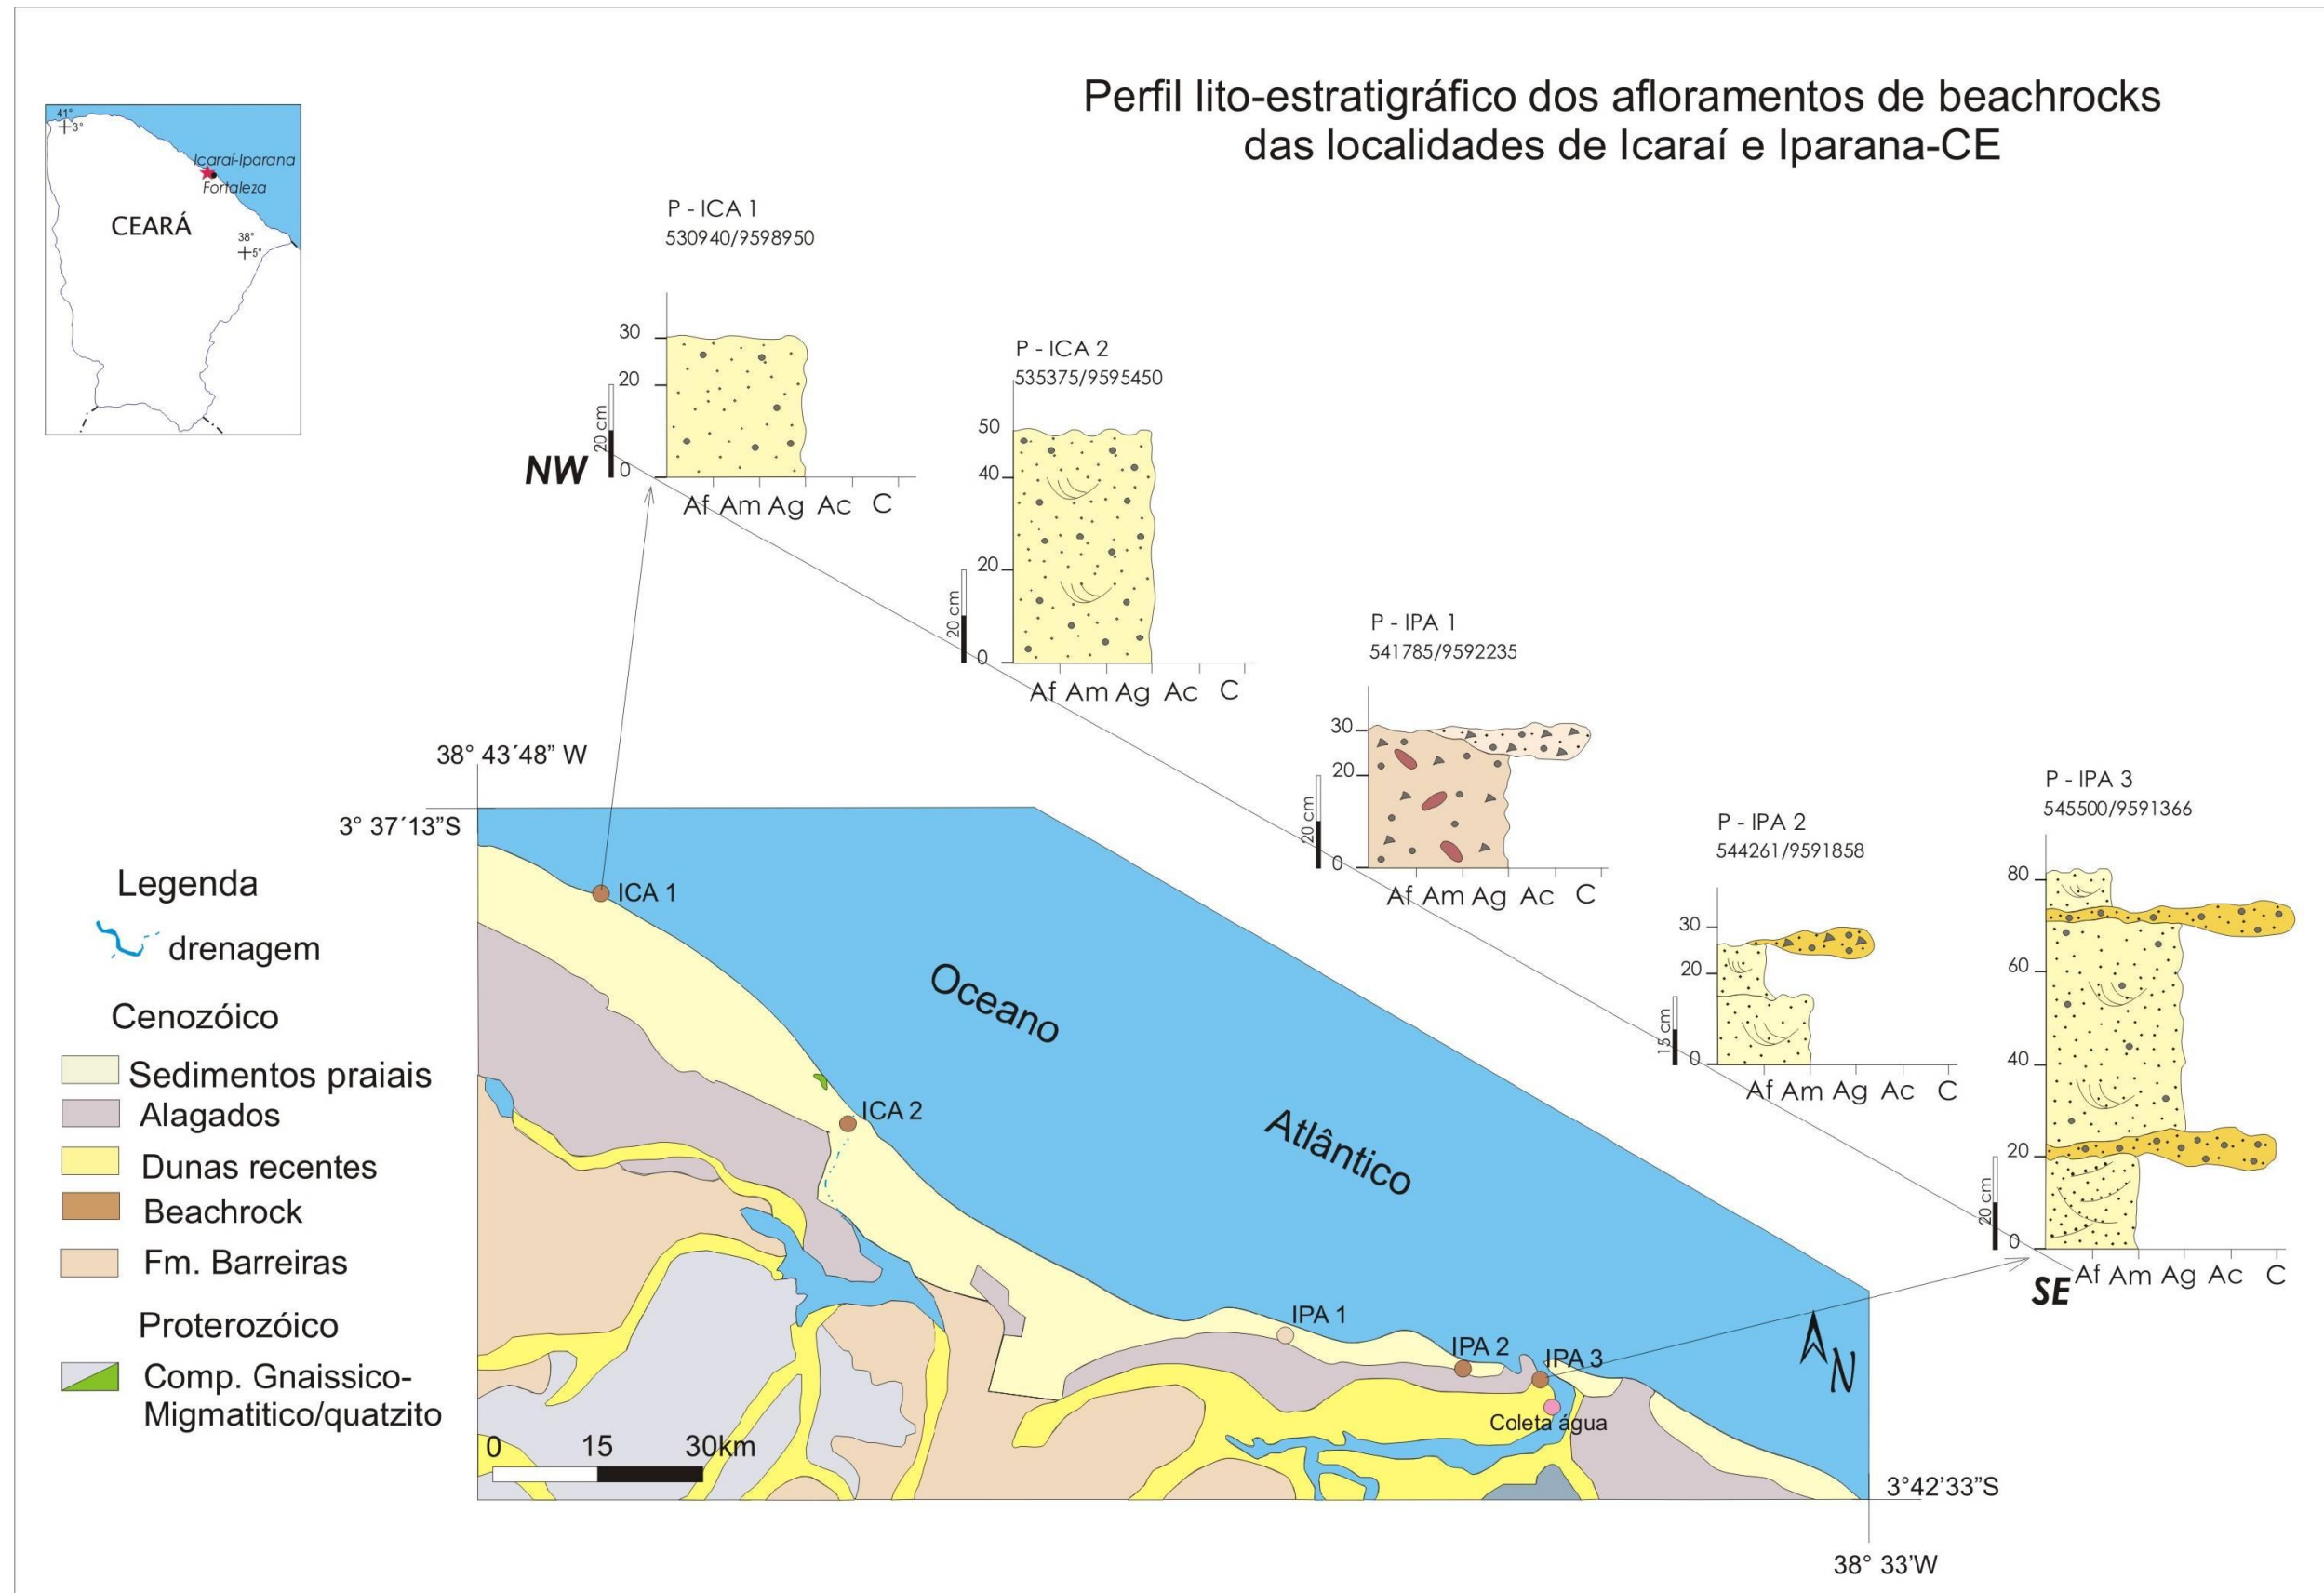 Perfil lito-estratigráfico dos afloramentos de beachrocks
das localidades de Icaraí e Iparana-CE
41°
3°
Icaraí-Iparana
Fortaleza
CEARÁ
38°
5°
P - ICA 1
530940/9598950
30
20
0
20 cm
NW
Af Am Ag Ac C
P - ICA 2
535375/9595450
50
40
20
0
20 cm
Af Am Ag Ac C
P - IPA 1
541785/9592235
30
20
0
20 cm
Af Am Ag Ac C
P - IPA 2
544261/9591858
30
20
0
15 cm
Af Am Ag Ac C
P - IPA 3
545500/9591366
80
60
40
20
0
20 cm
SE
Af Am Ag Ac C
38° 43´48” W
3° 37´13”S
ICA 1
Oceano
Atlântico
ICA 2
IPA 1
IPA 2
IPA 3
Coleta água
N
0 15 30km
3°42’33”S
38° 33’W
Legenda
drenagem
Cenozóico
Sedimentos praiais
Alagados
Dunas recentes
Beachrock
Fm. Barreiras
Proterozóico
Comp. Gnaissico-
Migmatitico/quatzito